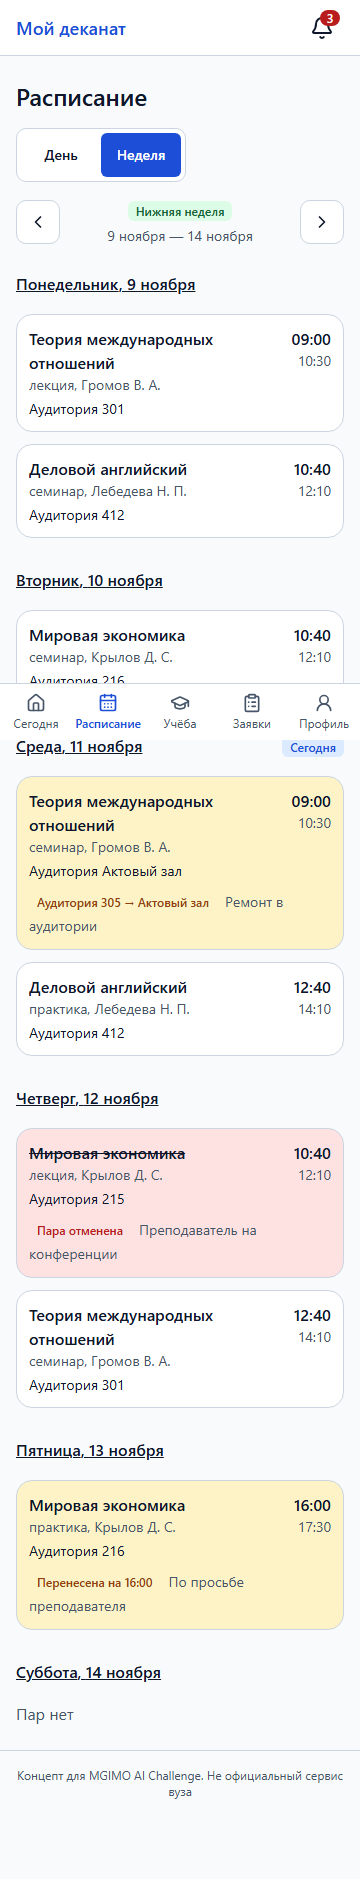 Мой деканат
3
Расписание
День Неделя
Нижняя неделя
9 ноября — 14 ноября
Понедельник, 9 ноября
Теория международных 09:00
отношений 10:30
лекция, Громов В. А.
Аудитория 301
Деловой английский 10:40
семинар, Лебедева Н. П. 12:10
Аудитория 412
Вторник, 10 ноября
Мировая экономика 10:40
семинар, Крылов Д. С. 12:10
Аудитория 216
Сегодня Расписание Учёба Заявки Профиль
Среда, 11 ноября Сегодня
Теория международных 09:00
отношений 10:30
семинар, Громов В. А.
Аудитория Актовый зал
Аудитория 305 → Актовый зал Ремонт в
аудитории
Деловой английский 12:40
практика, Лебедева Н. П. 14:10
Аудитория 412
Четверг, 12 ноября
Мировая экономика 10:40
лекция, Крылов Д. С. 12:10
Аудитория 215
Пара отменена Преподаватель на
конференции
Теория международных 12:40
отношений 14:10
семинар, Громов В. А.
Аудитория 301
Пятница, 13 ноября
Мировая экономика 16:00
практика, Крылов Д. С. 17:30
Аудитория 216
Перенесена на 16:00 По просьбе
преподавателя
Суббота, 14 ноября
Пар нет
Концепт для MGIMO AI Challenge. Не официальный сервис
вуза